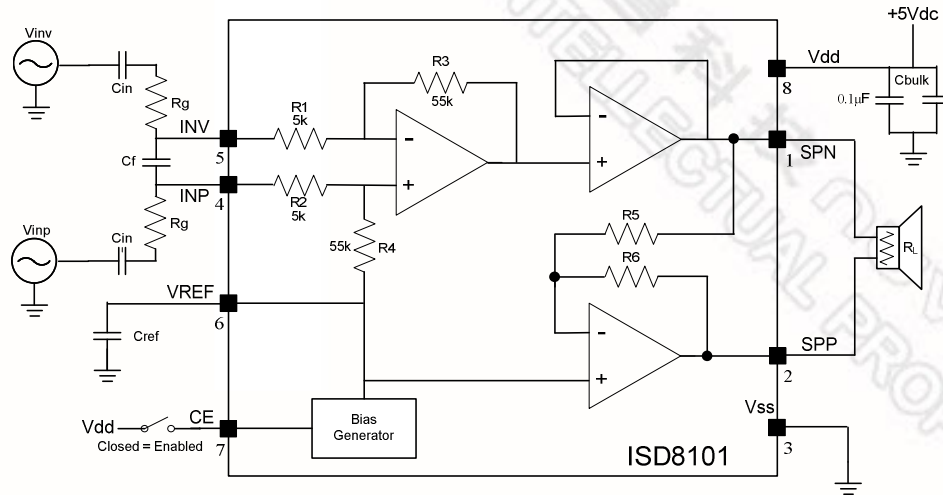 +5Vdc
Vinv
Cin
Rg
R3
55k
Vdd
8
Cbulk
0.1µF
R1
5k
INV
5
-
+
-
+
1
SPN
Cf
INP
4
R2
5k
Rg
Vinp
Cin
55k
R4
R5
R6
RL
VREF
6
Cref
-
+
SPP
2
Bias
Generator
Vdd
CE
7
Closed = Enabled
Vss
3
ISD8101